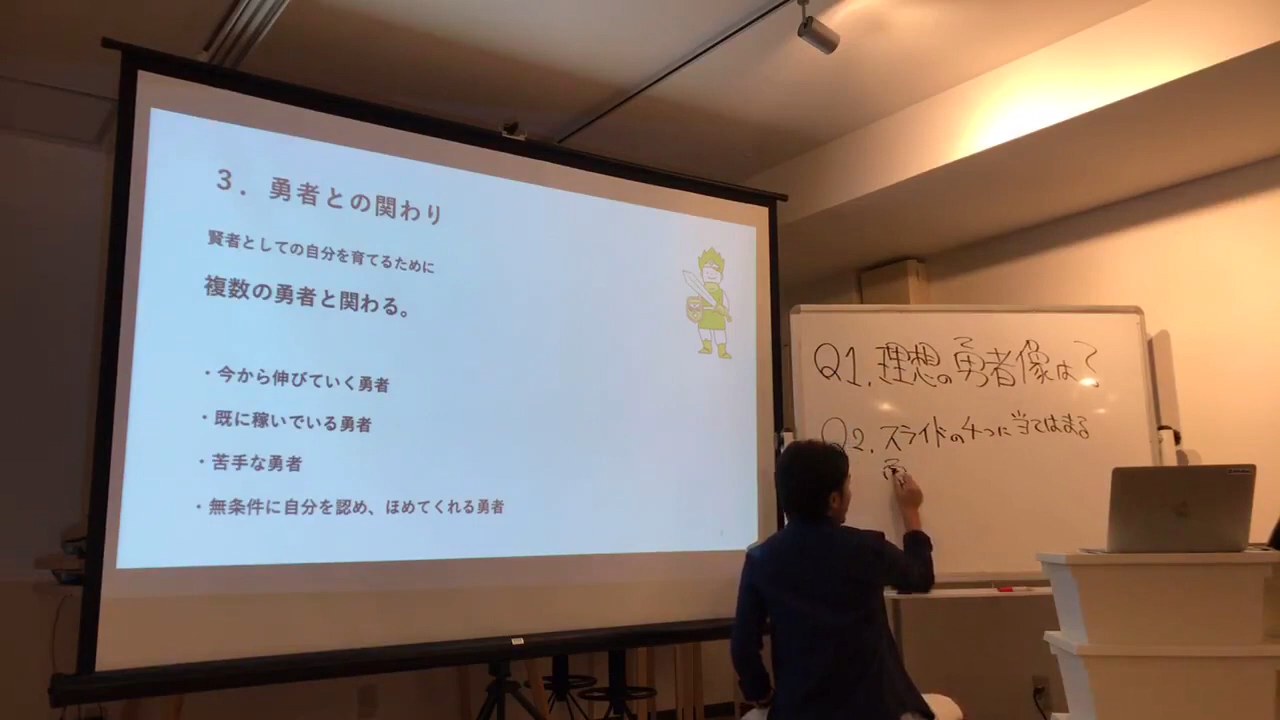 3. 勇者との関わり
賢者としての自分を育てるために
複数の勇者と関わる。
・今から伸びていく勇者
・既に稼いでいる勇者
・苦手な勇者
・無条件に自分を認め、ほめてくれる勇者
Q1. 理想の勇者像は?
Q2. スライドの4つに当てはまる